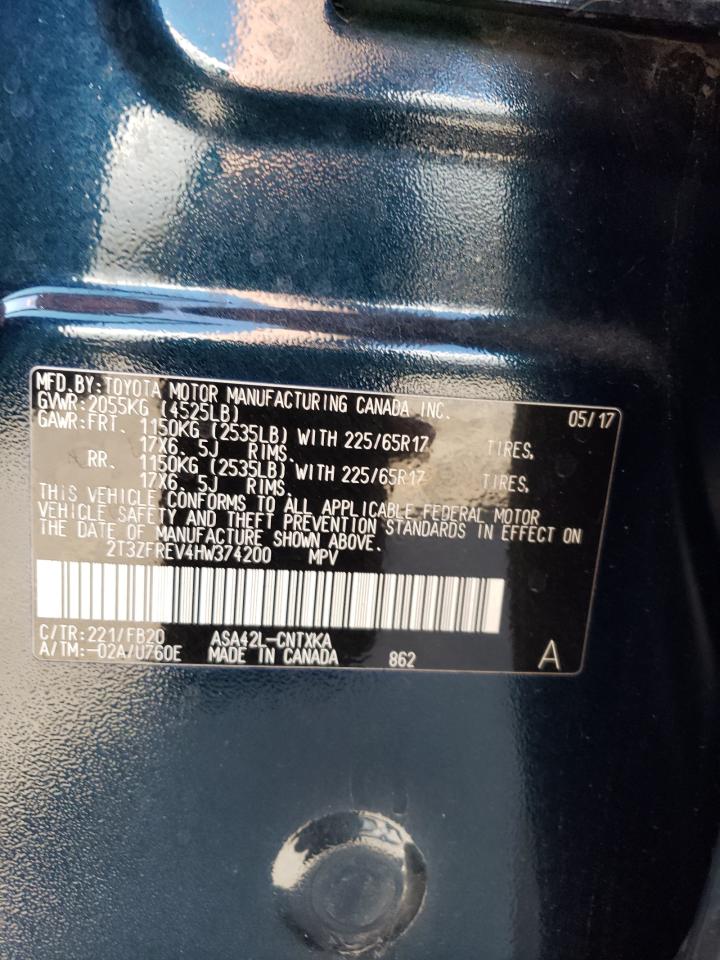 MFD.BY:TOYOTA MOTOR MANUFACTURING CANADA INC. 05/17
GVWR:2055KG (4525LB)
GAWR:FRT. 1150KG (2535LB) WITH 225/65R17 TIRES,
17X6. 5J RIMS.
RR. 1150KG (2535LB) WITH 225/65R17 TIRES,
17X6. 5J RIMS.
THIS VEHICLE CONFORMS TO ALL APPLICABLE FEDERAL MOTOR
VEHICLE SAFETY AND THEFT PREVENTION STANDARDS IN EFFECT ON
THE DATE OF MANUFACTURE SHOWN ABOVE.
2T3ZFREV4HW374200 MPV
C/TR:221/FB20 ASA42L-CNTXKA
A/TM:-02A/U760E MADE IN CANADA 862 A